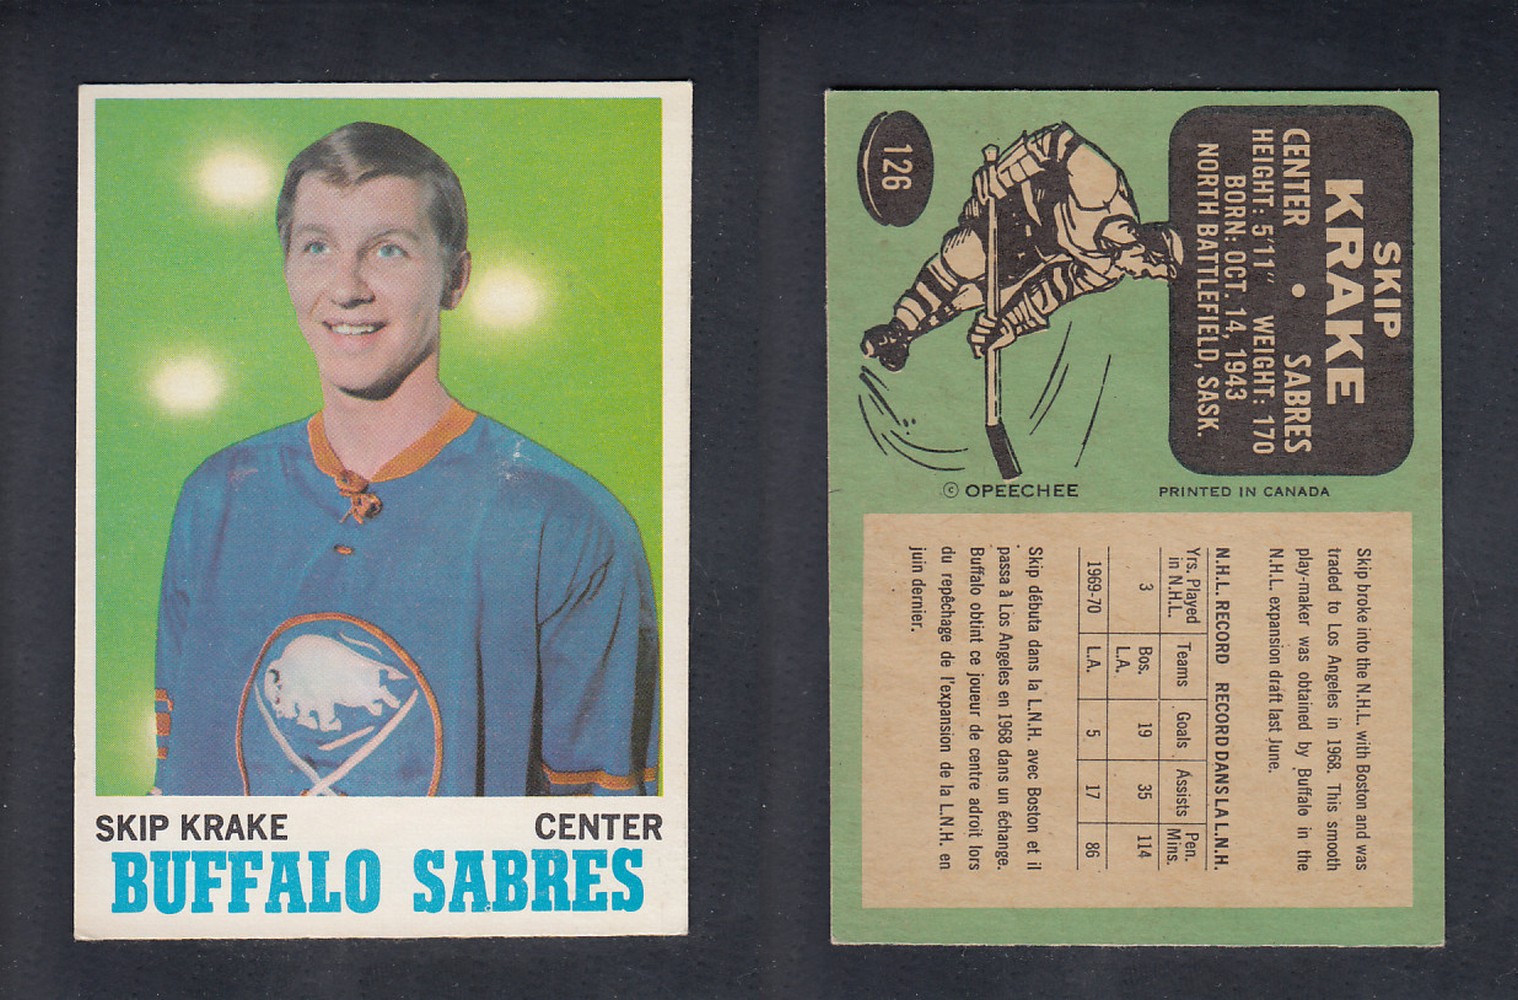 SKIP KRAKE CENTER
BUFFALO SABRES
SKIP
KRAKE
CENTER • SABRES
HEIGHT: 5'11" WEIGHT: 170
BORN: OCT. 14, 1943
NORTH BATTLEFIELD, SASK.
126
© OPEECHEE PRINTED IN CANADA
Skip broke into the N.H.L. with Boston and was
traded to Los Angeles in 1968. This smooth
play-maker was obtained by Buffalo in the
N.H.L. expansion draft last June.
N.H.L. RECORD RECORD DANS LA L.N.H.
Yrs. Played in N.H.L. Teams Goals Assists Pen. Mins.
3 Bos. L.A. 19 35 114
1969-70 L.A. 5 17 86
Skip débuta dans la L.N.H. avec Boston et il
passa à Los Angeles en 1968 dans un échange.
Buffalo obtint ce joueur de centre adroit lors
du repêchage de l'expansion de la L.N.H. en
juin dernier.